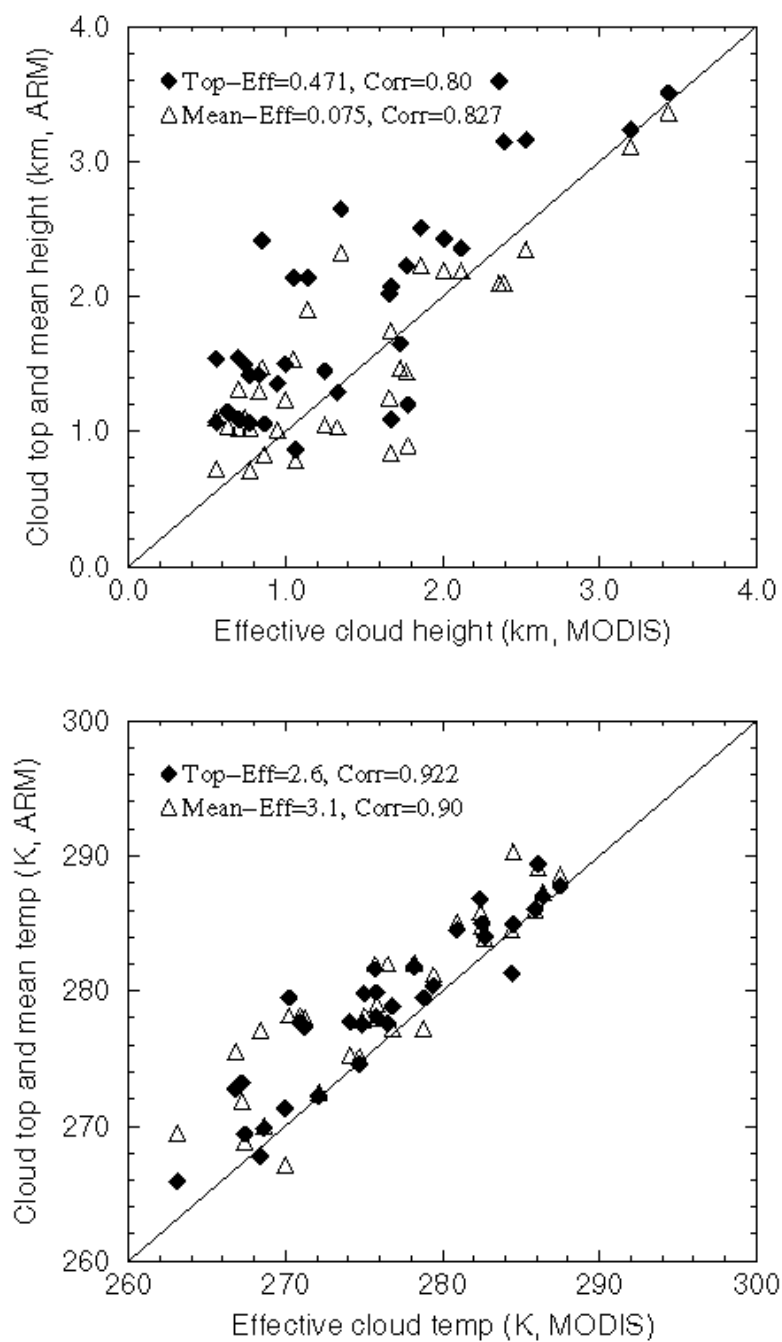 4.0
◆ Top−Eff=0.471, Corr=0.80
△ Mean−Eff=0.075, Corr=0.827
3.0
2.0
1.0
0.0
Cloud top and mean height (km, ARM)
0.0 1.0 2.0 3.0 4.0
Effective cloud height (km, MODIS)
300
◆ Top−Eff=2.6, Corr=0.922
△ Mean−Eff=3.1, Corr=0.90
290
280
270
260
Cloud top and mean temp (K, ARM)
260 270 280 290 300
Effective cloud temp (K, MODIS)